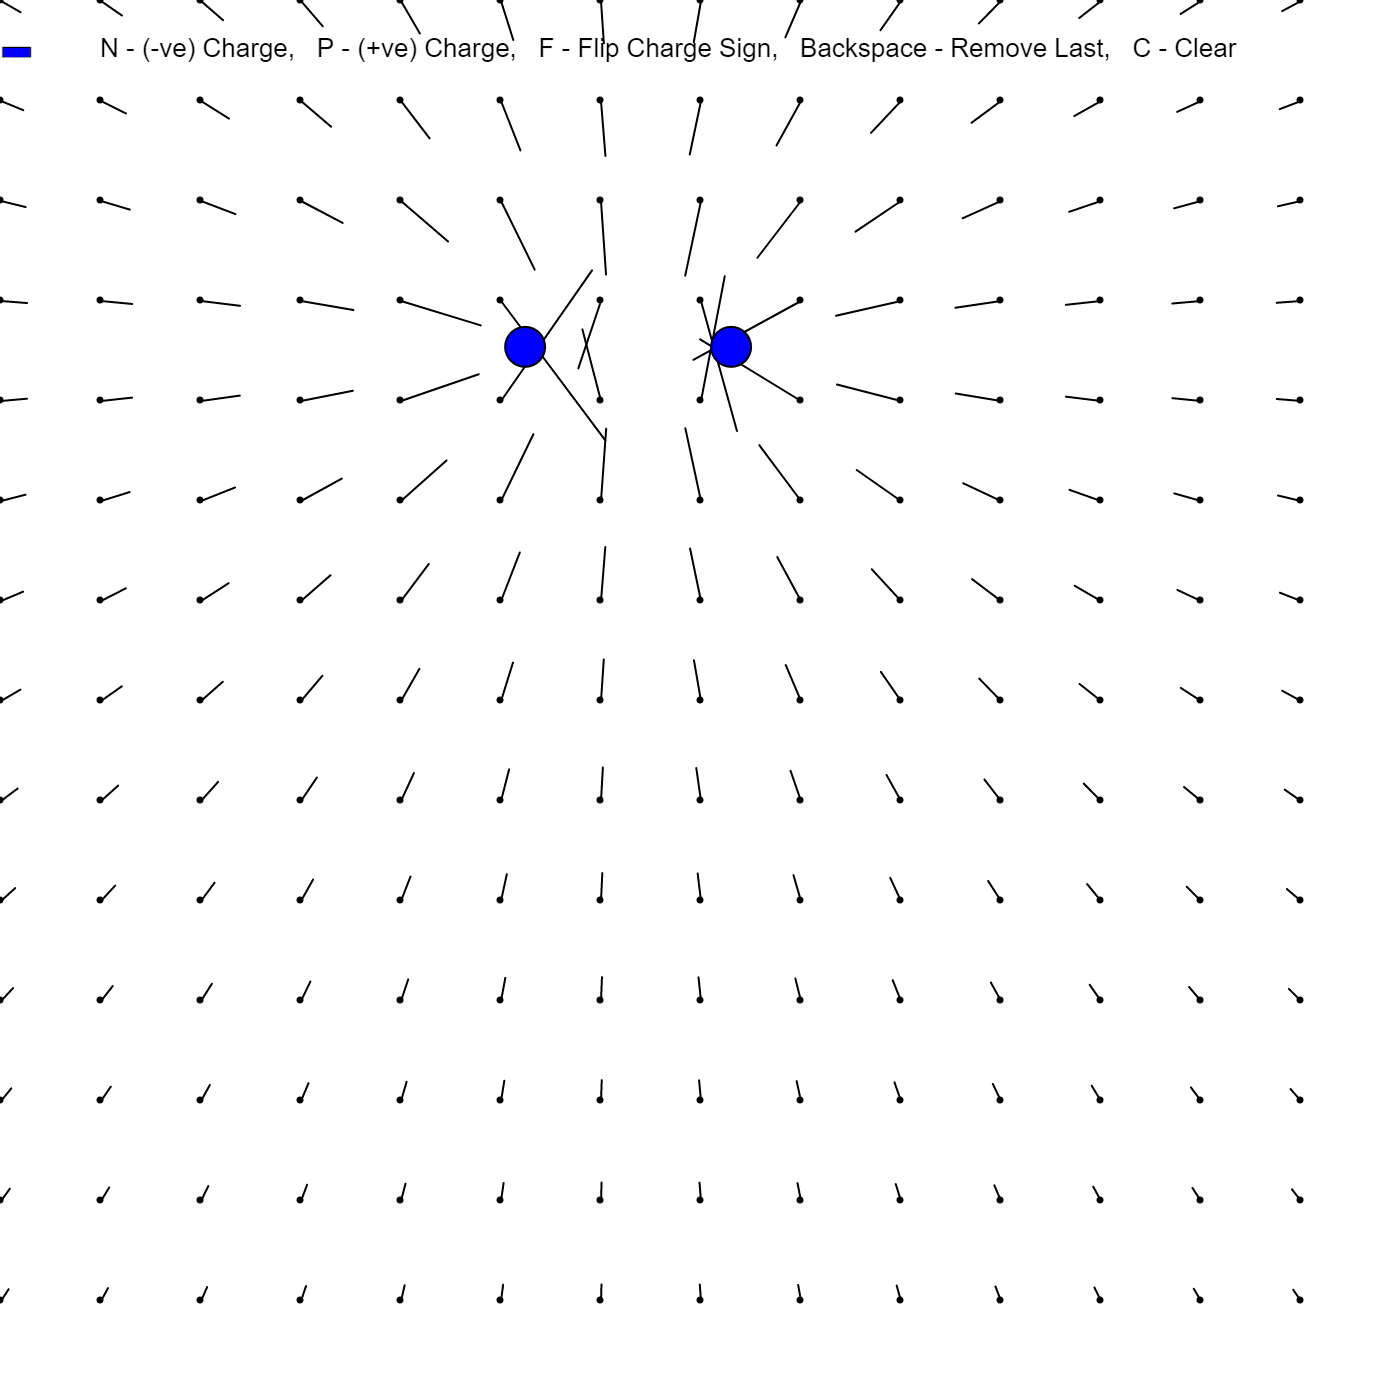 N - (-ve) Charge,   P - (+ve) Charge,   F - Flip Charge Sign,   Backspace - Remove Last,   C - Clear